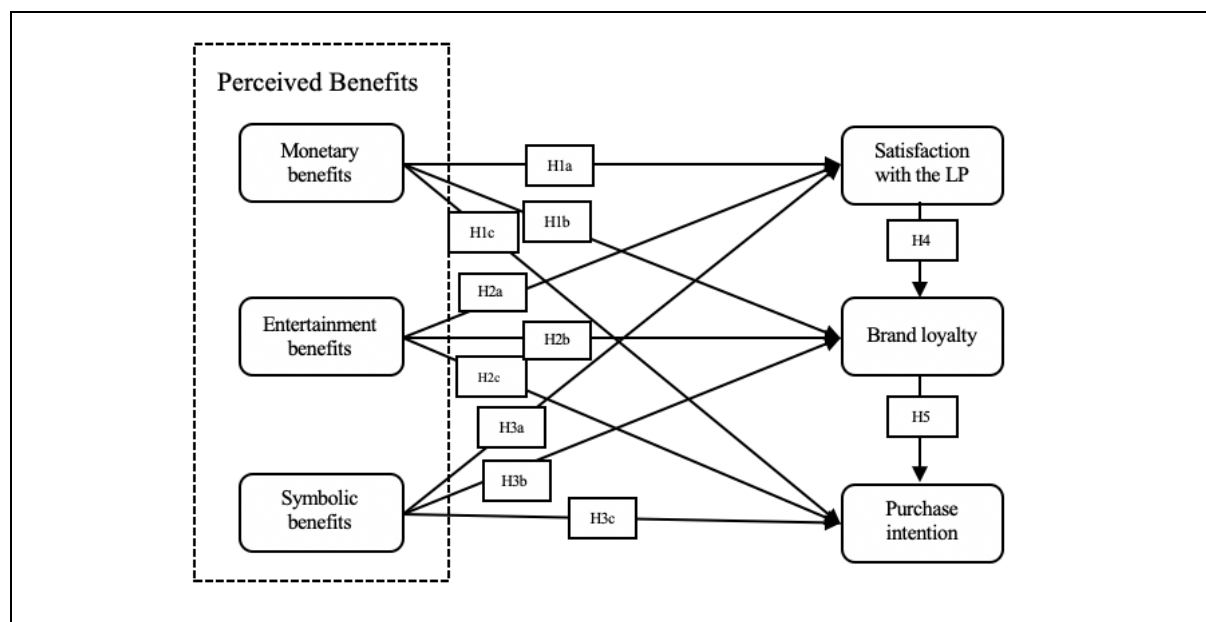 Perceived Benefits
Monetary
benefits
H1a
Satisfaction
with the LP
H1b
H1c
H4
H2a
Entertainment
benefits
H2b
Brand loyalty
H2c
H5
H3a
H3b
Symbolic
benefits
H3c
Purchase
intention